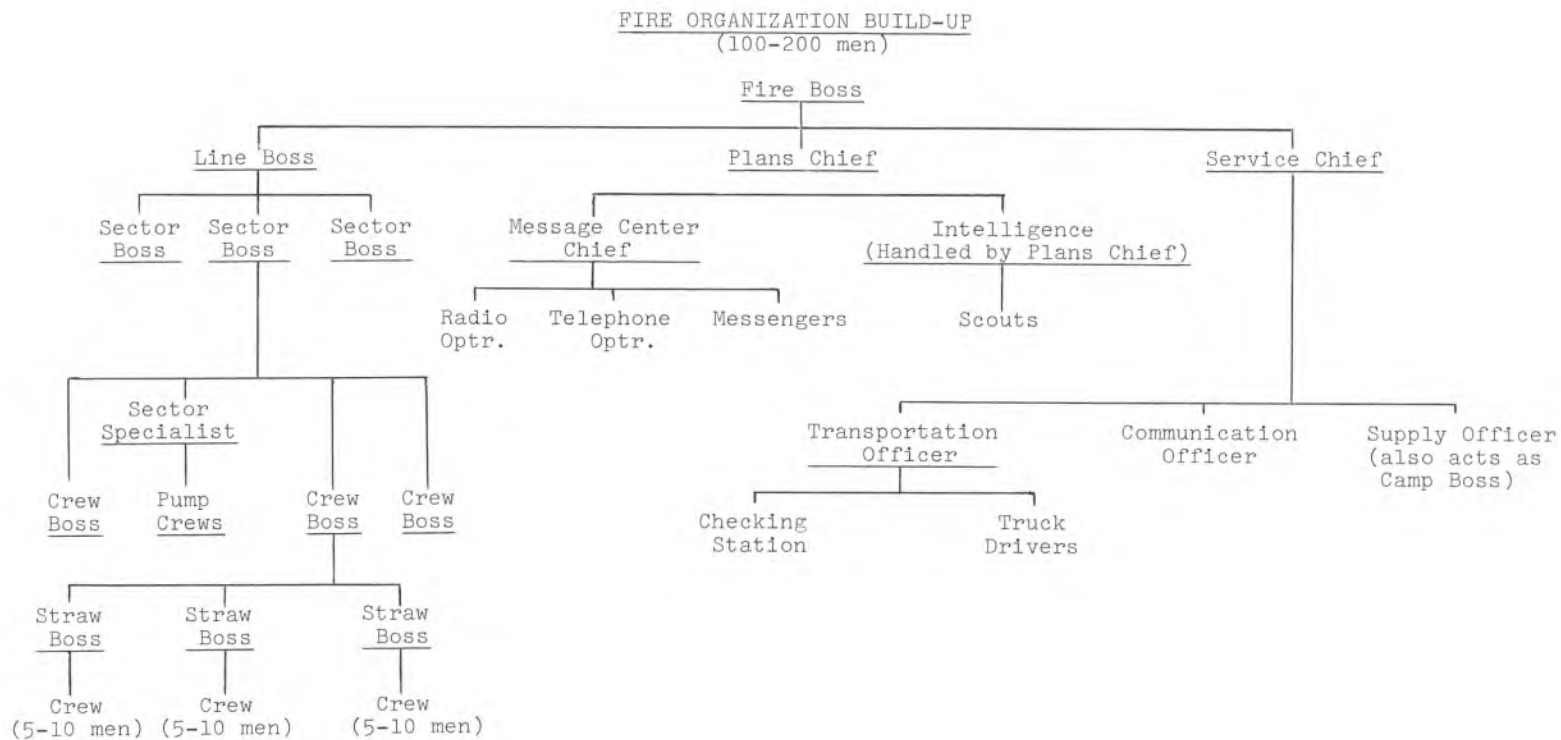 FIRE ORGANIZATION BUILD-UP
(100-200 men)
Fire Boss
Line Boss
Plans Chief
Service Chief
Sector
Boss
Sector
Boss
Sector
Boss
Message Center
Chief
Intelligence
(Handled by Plans Chief)
Radio
Optr.
Telephone
Optr.
Messengers
Scouts
Sector
Specialist
Transportation
Officer
Communication
Officer
Supply Officer
(also acts as
Camp Boss)
Crew
Boss
Pump
Crews
Crew
Boss
Crew
Boss
Checking
Station
Truck
Drivers
Straw
Boss
Straw
Boss
Straw
Boss
Crew
(5-10 men)
Crew
(5-10 men)
Crew
(5-10 men)